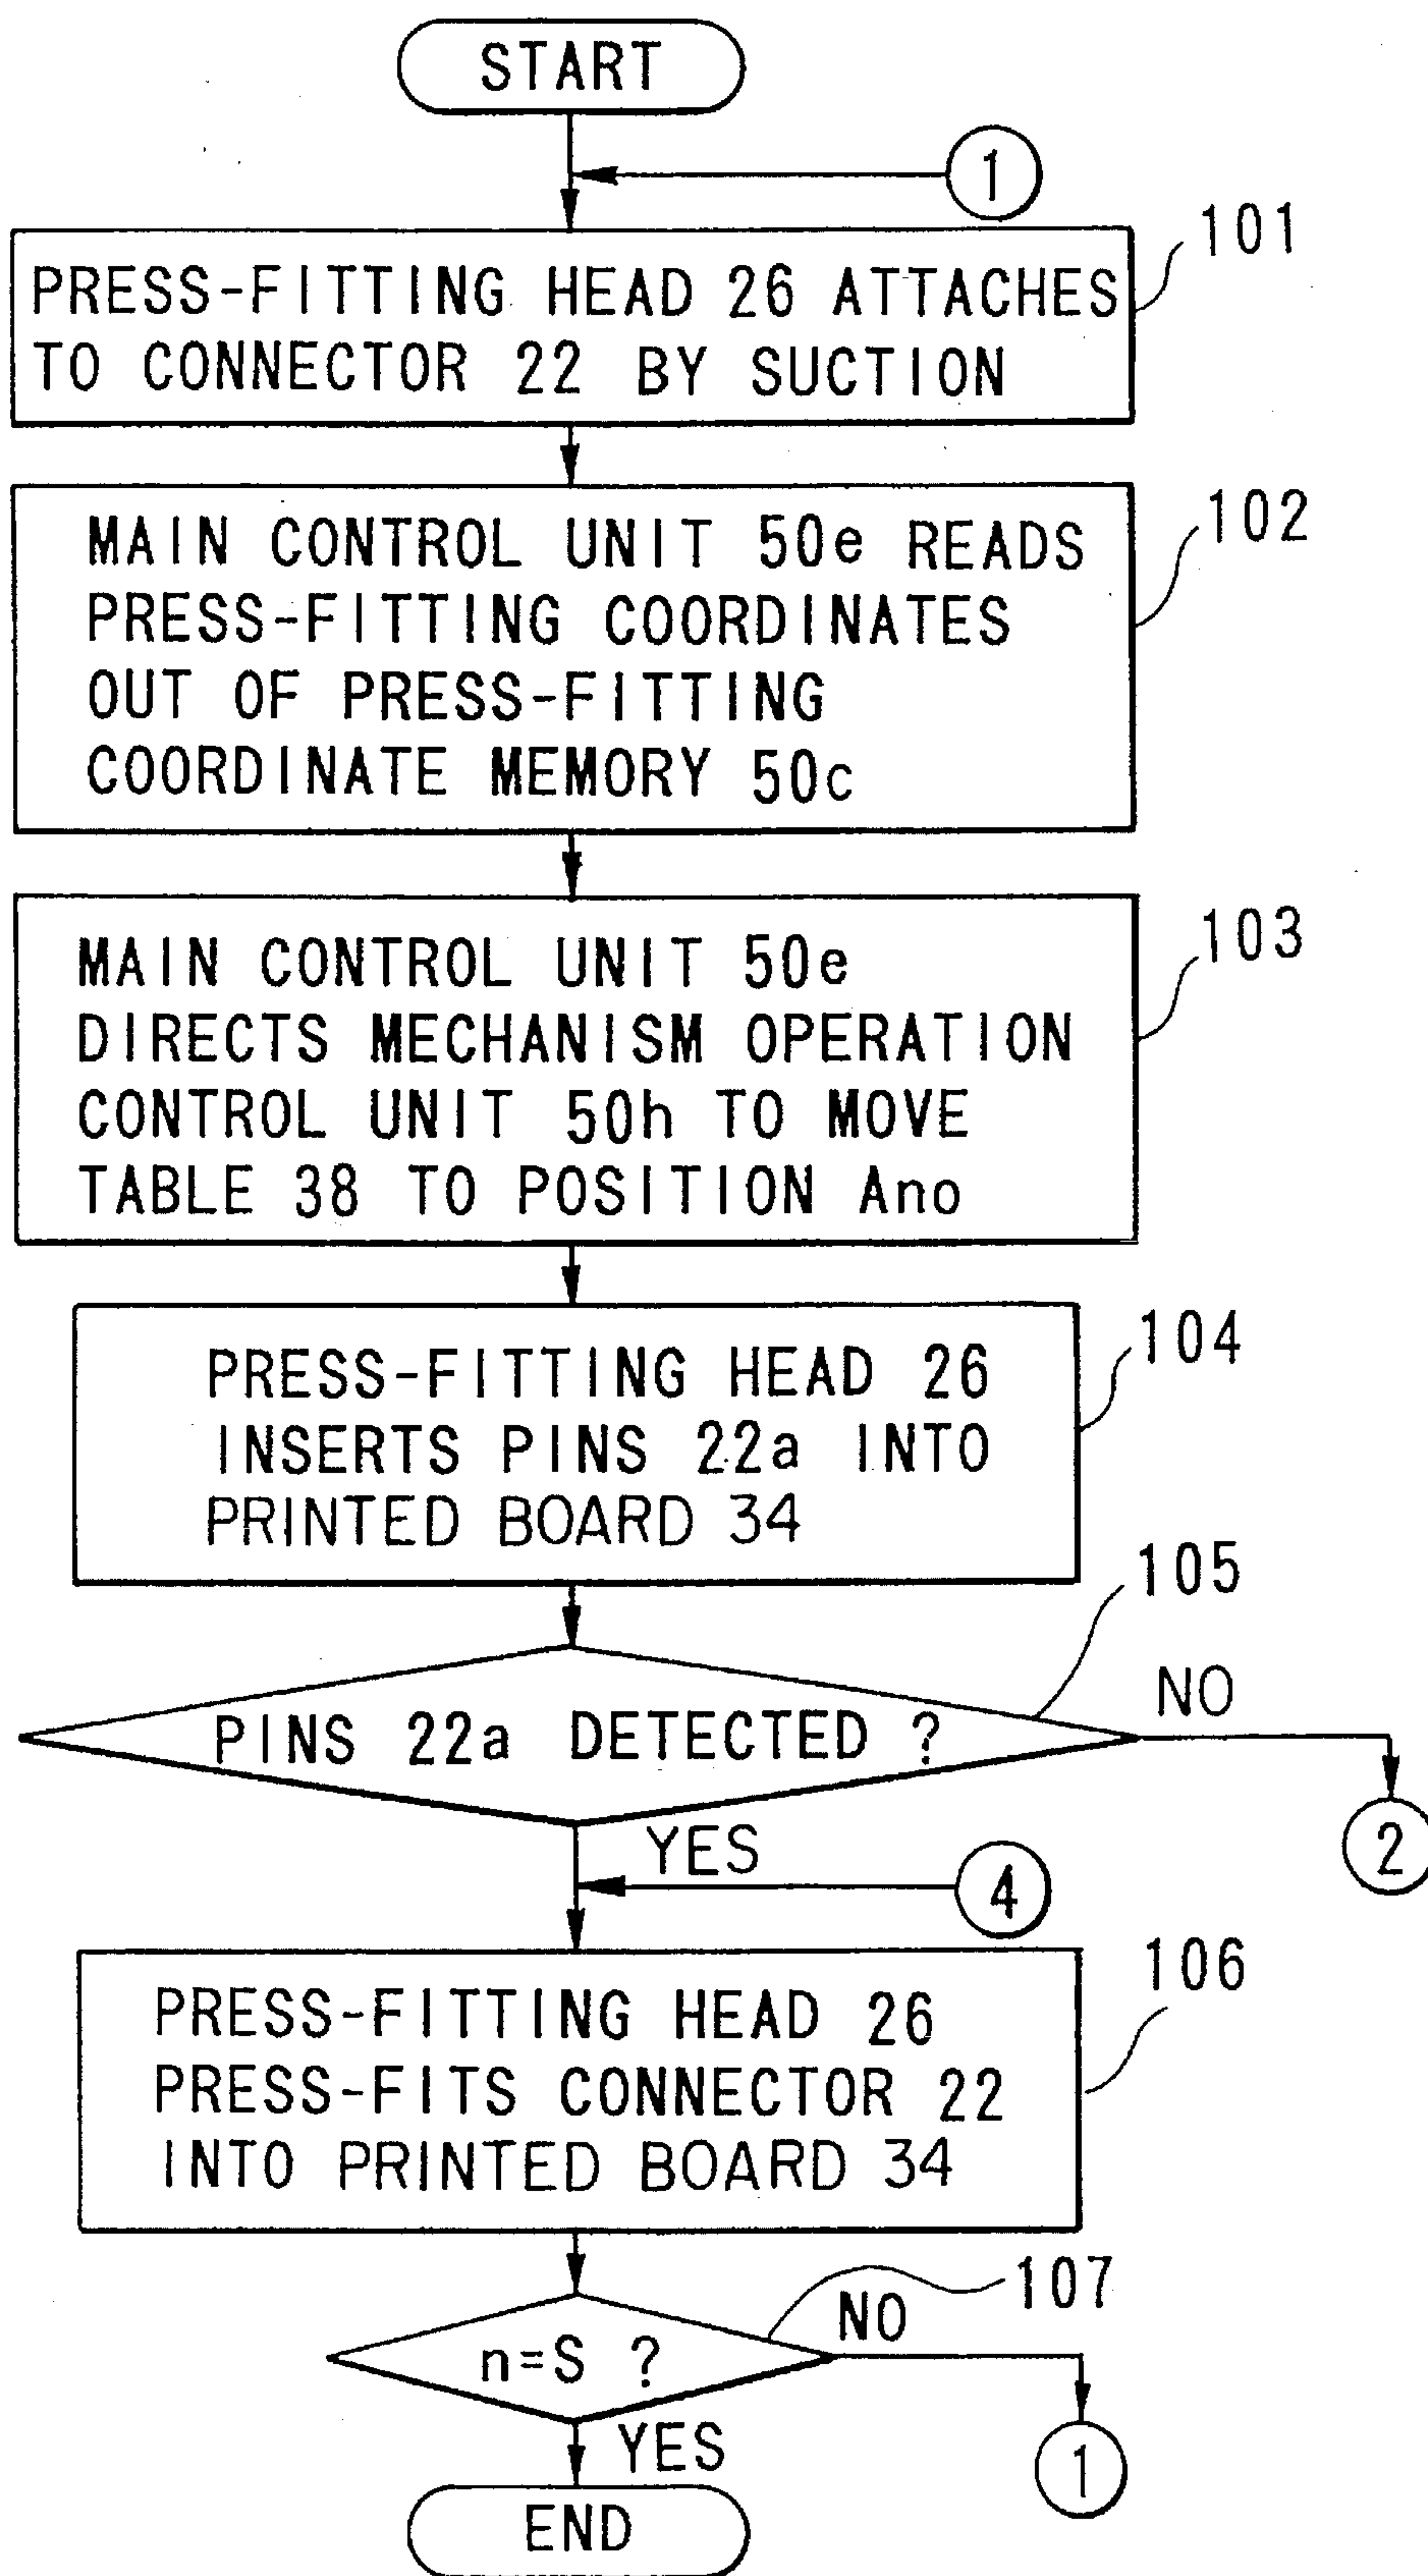 START
1
101
PRESS-FITTING HEAD 26 ATTACHES
TO CONNECTOR 22 BY SUCTION
102
MAIN CONTROL UNIT 50e READS
PRESS-FITTING COORDINATES
OUT OF PRESS-FITTING
COORDINATE MEMORY 50c
103
MAIN CONTROL UNIT 50e
DIRECTS MECHANISM OPERATION
CONTROL UNIT 50h TO MOVE
TABLE 38 TO POSITION Ano
104
PRESS-FITTING HEAD 26
INSERTS PINS 22a INTO
PRINTED BOARD 34
105
PINS 22a DETECTED ?
NO
2
YES
4
106
PRESS-FITTING HEAD 26
PRESS-FITS CONNECTOR 22
INTO PRINTED BOARD 34
107
n=S ?
NO
1
YES
END